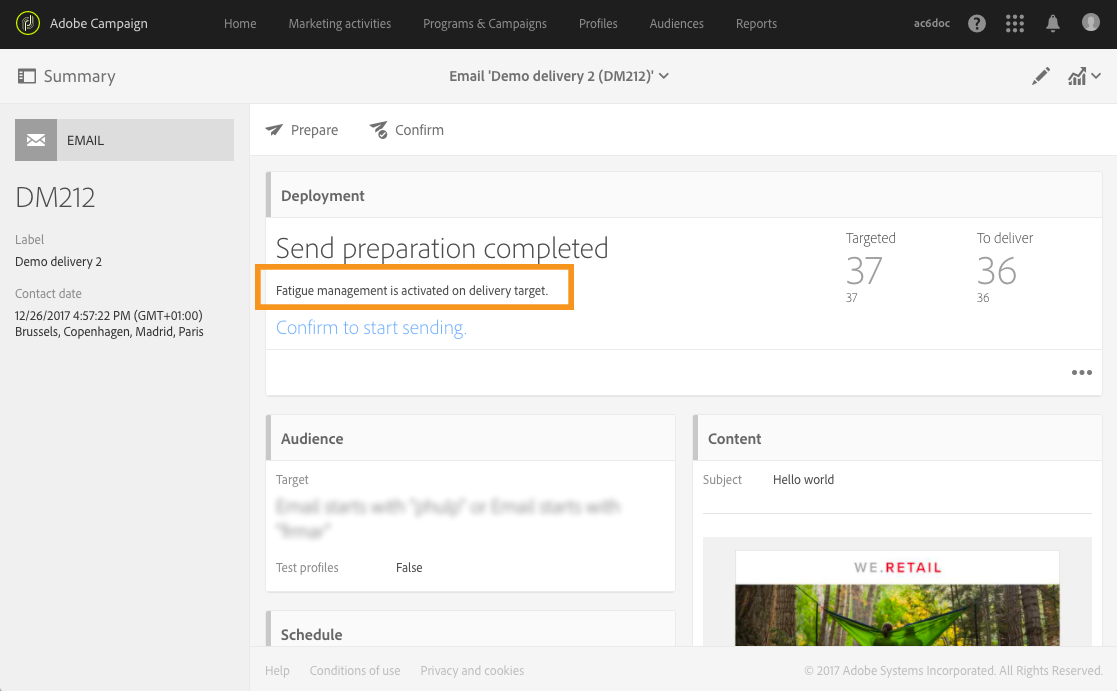 Adobe Campaign
Home
Marketing activities
Programs & Campaigns
Profiles
Audiences
Reports
ac6doc
?
Summary
Email 'Demo delivery 2 (DM212)'
EMAIL
DM212
Label
Demo delivery 2
Contact date
12/26/2017 4:57:22 PM (GMT+01:00)
Brussels, Copenhagen, Madrid, Paris
Prepare
Confirm
Deployment
Send preparation completed
Fatigue management is activated on delivery target.
Confirm to start sending.
Targeted
37
37
To deliver
36
36
Audience
Target
Test profiles
False
Schedule
Content
Subject
Hello world
WE.RETAIL
Help
Conditions of use
Privacy and cookies
© 2017 Adobe Systems Incorporated. All Rights Reserved.